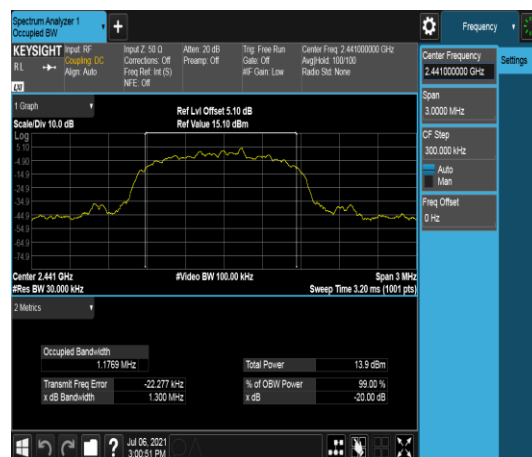 Spectrum Analyzer 1
Occupied BW
Frequency
KEYSIGHT
RL
LXI
Input: RF
Coupling: DC
Align: Auto
Input Z: 50 Ω
Corrections: Off
Freq Ref: Int (S)
NFE: Off
Atten: 20 dB
Preamp: Off
Trig: Free Run
Gate: Off
#IF Gain: Low
Center Freq: 2.441000000 GHz
Avg|Hold: 100/100
Radio Std: None
Center Frequency
2.441000000 GHz
Settings
Span
3.0000 MHz
CF Step
300.000 kHz
Auto
Man
Freq Offset
0 Hz
1 Graph
Scale/Div 10.0 dB
Ref Lvl Offset 5.10 dB
Ref Value 15.10 dBm
Log
5.10
-4.90
-14.9
-24.9
-34.9
-44.9
-54.9
-64.9
-74.9
Center 2.441 GHz
#Video BW 100.00 kHz
Span 3 MHz
#Res BW 30.000 kHz
Sweep Time 3.20 ms (1001 pts)
2 Metrics
Occupied Bandwidth
1.1769 MHz
Total Power 13.9 dBm
Transmit Freq Error -22.277 kHz
% of OBW Power 99.00 %
x dB Bandwidth 1.300 MHz
x dB -20.00 dB
Jul 06, 2021
3:00:51 PM